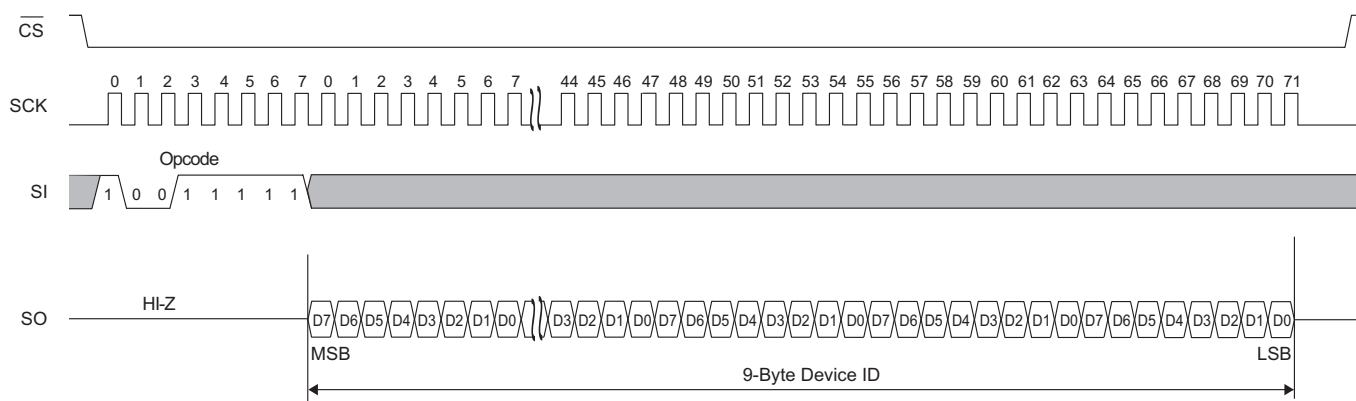 CS
0 1 2 3 4 5 6 7 0 1 2 3 4 5 6 7 44 45 46 47 48 49 50 51 52 53 54 55 56 57 58 59 60 61 62 63 64 65 66 67 68 69 70 71
SCK
Opcode
SI 1 0 0 1 1 1 1 1
HI-Z
SO D7 D6 D5 D4 D3 D2 D1 D0 D3 D2 D1 D0 D7 D6 D5 D4 D3 D2 D1 D0 D7 D6 D5 D4 D3 D2 D1 D0 D7 D6 D5 D4 D3 D2 D1 D0
MSB LSB
9-Byte Device ID